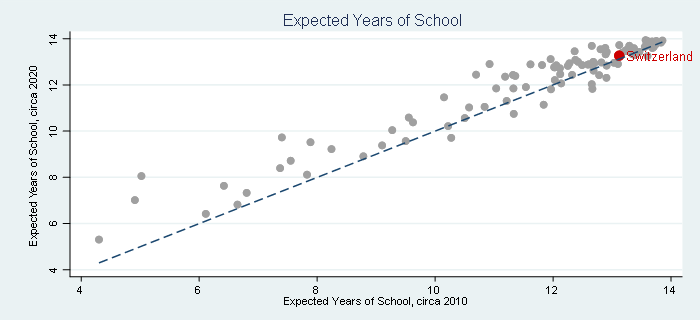 Expected Years of School
Expected Years of School, circa 2020
14
12
10
8
6
4
Switzerland
4 6 8 10 12 14
Expected Years of School, circa 2010